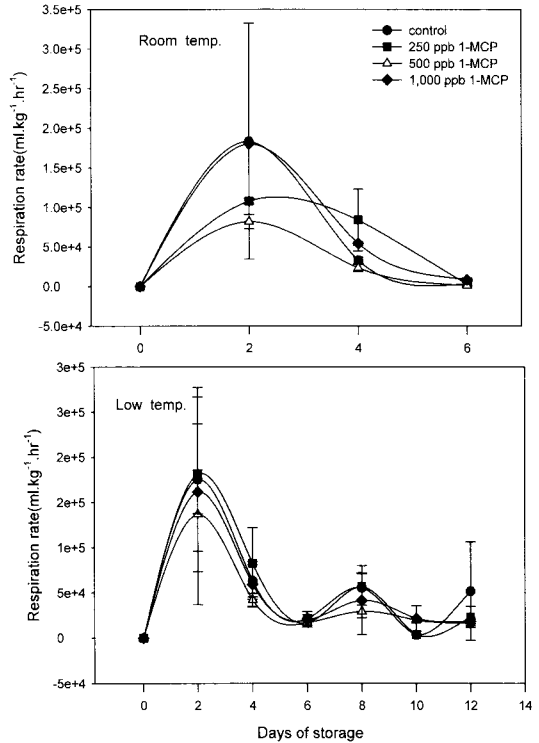 Room temp.
control
250 ppb 1-MCP
500 ppb 1-MCP
1,000 ppb 1-MCP
Respiration rate(ml.kg⁻¹.hr⁻¹)
3.5e+5
3.0e+5
2.5e+5
2.0e+5
1.5e+5
1.0e+5
5.0e+4
0.0
-5.0e+4
0 2 4 6
Low temp.
Respiration rate(ml.kg⁻¹.hr⁻¹)
3e+5
3e+5
2e+5
2e+5
1e+5
5e+4
0
-5e+4
0 2 4 6 8 10 12 14
Days of storage